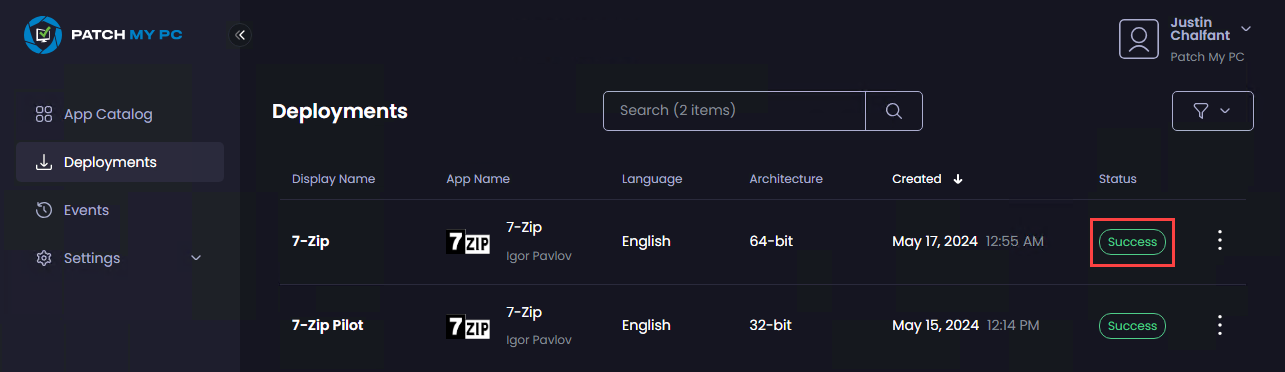 PATCH MY PC
Justin
Chalfant
Patch My PC
App Catalog
Deployments
Events
Settings
Deployments
Search (2 items)
Display Name App Name Language Architecture Created Status
7-Zip 7ZIP 7-Zip English 64-bit May 17, 2024 12:55 AM Success
Igor Pavlov
7-Zip Pilot 7ZIP 7-Zip English 32-bit May 15, 2024 12:14 PM Success
Igor Pavlov